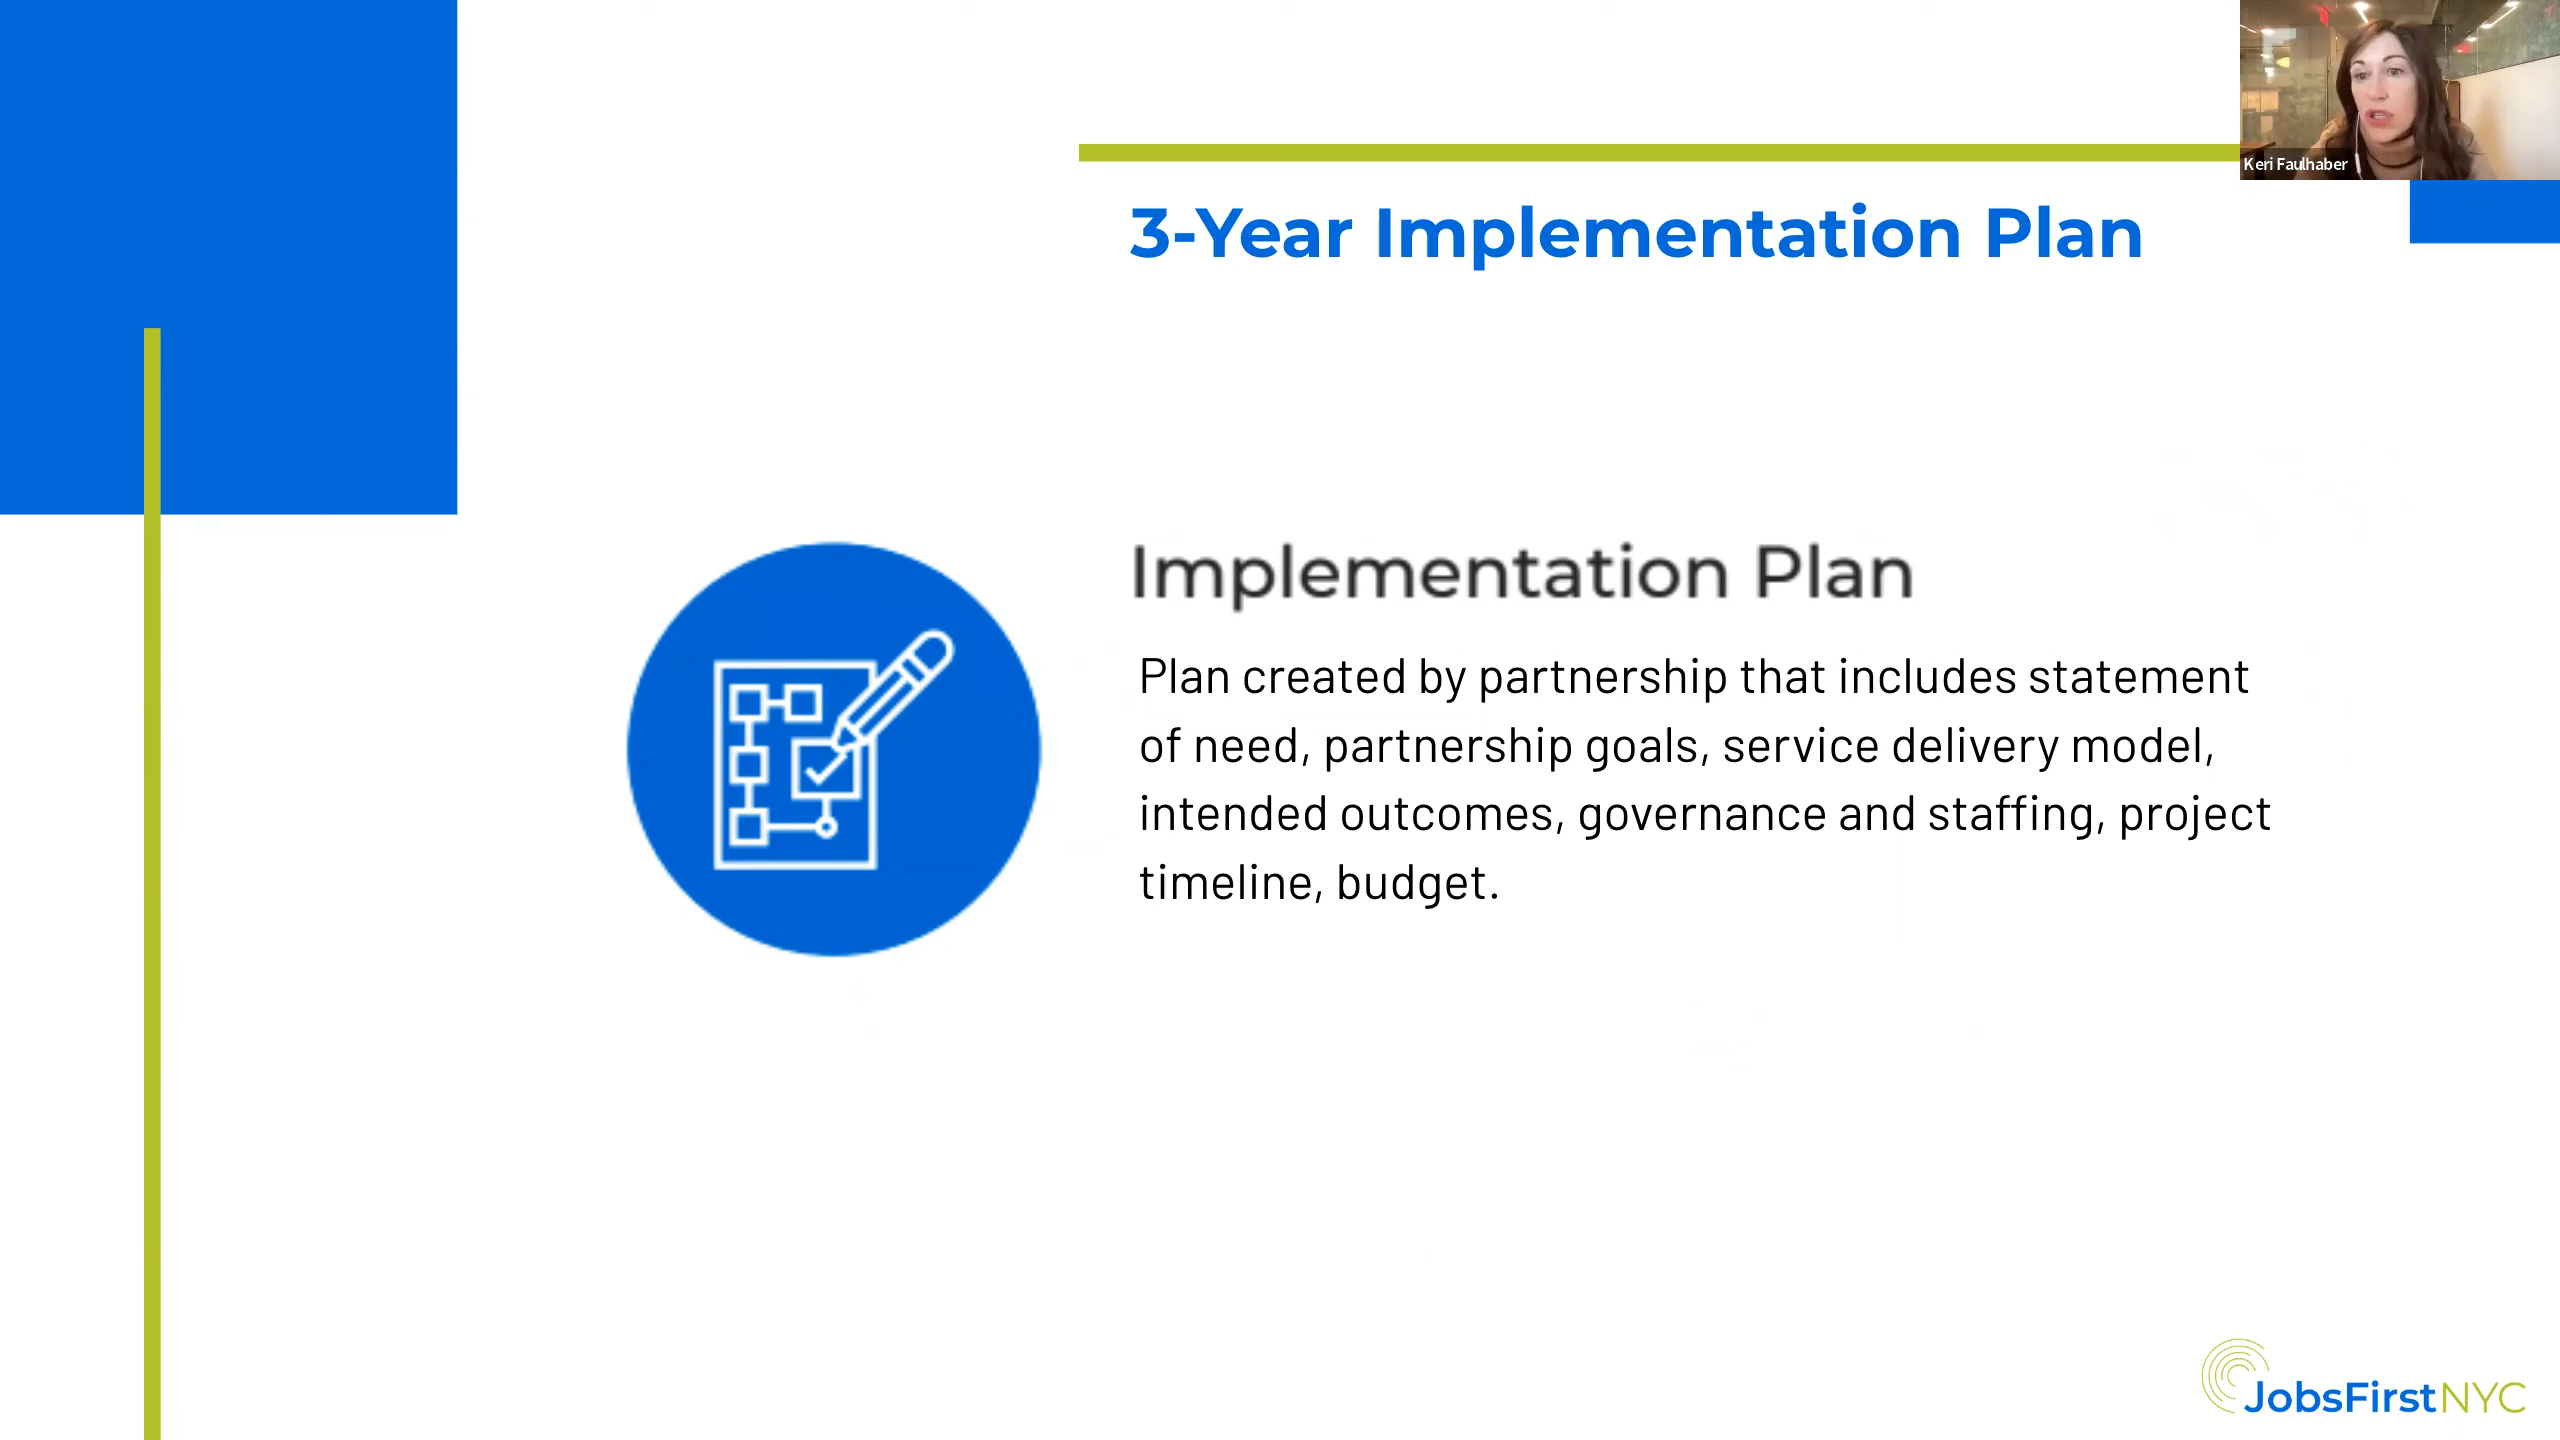 Keri Faulhaber
3-Year Implementation Plan
Implementation Plan
Plan created by partnership that includes statement
of need, partnership goals, service delivery model,
intended outcomes, governance and staffing, project
timeline, budget.
JobsFirstNYC